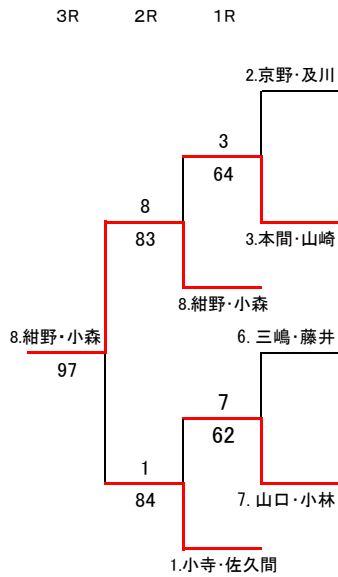 3R 2R 1R
2.京野・及川
3
64
8
83
3.本間・山崎
8.紺野・小森
8.紺野・小森
97
6. 三嶋・藤井
7
62
1
84
7. 山口・小林
1.小寺・佐久間